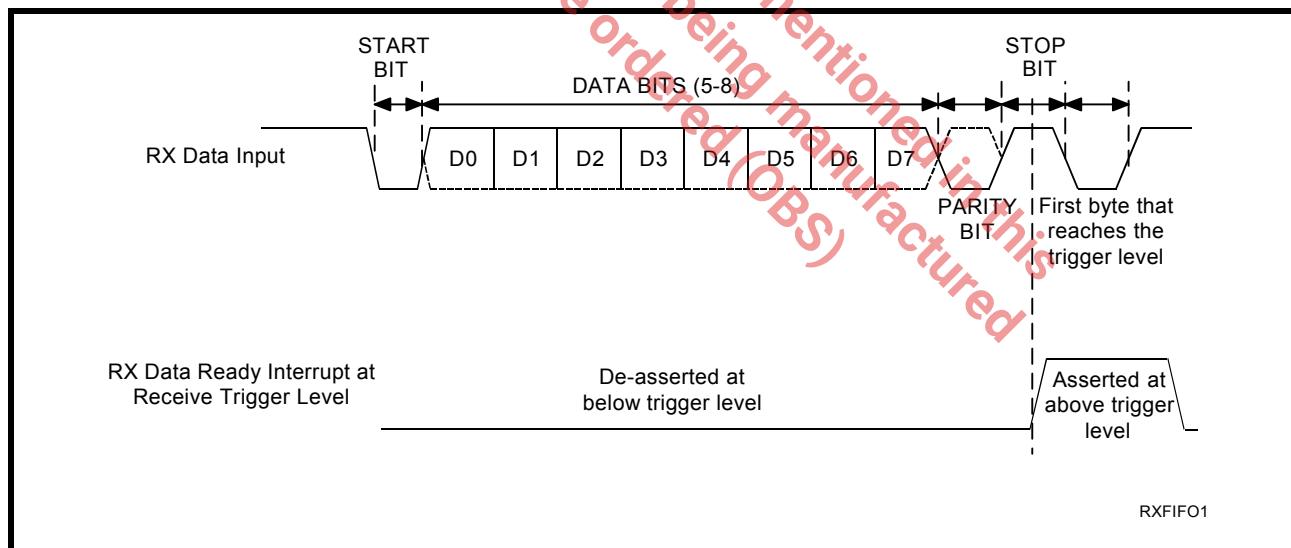 START
BIT
STOP
BIT
DATA BITS (5-8)
RX Data Input
D0 D1 D2 D3 D4 D5 D6 D7
PARITY
BIT
First byte that
reaches the
trigger level
RX Data Ready Interrupt at
Receive Trigger Level
De-asserted at
below trigger level
Asserted at
above trigger
level
RXFIFO1
mentioned in this
being manufactured
ordered (OBS)